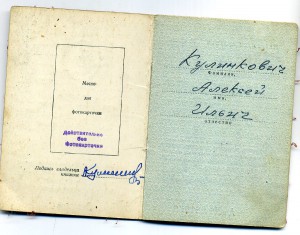 Место
для
фотокарточки
действительно
без
фотокарточки
Подпись владельца
книжки
Кулинкович
фамилия,
Алексей
имя,
Ильич
отчество